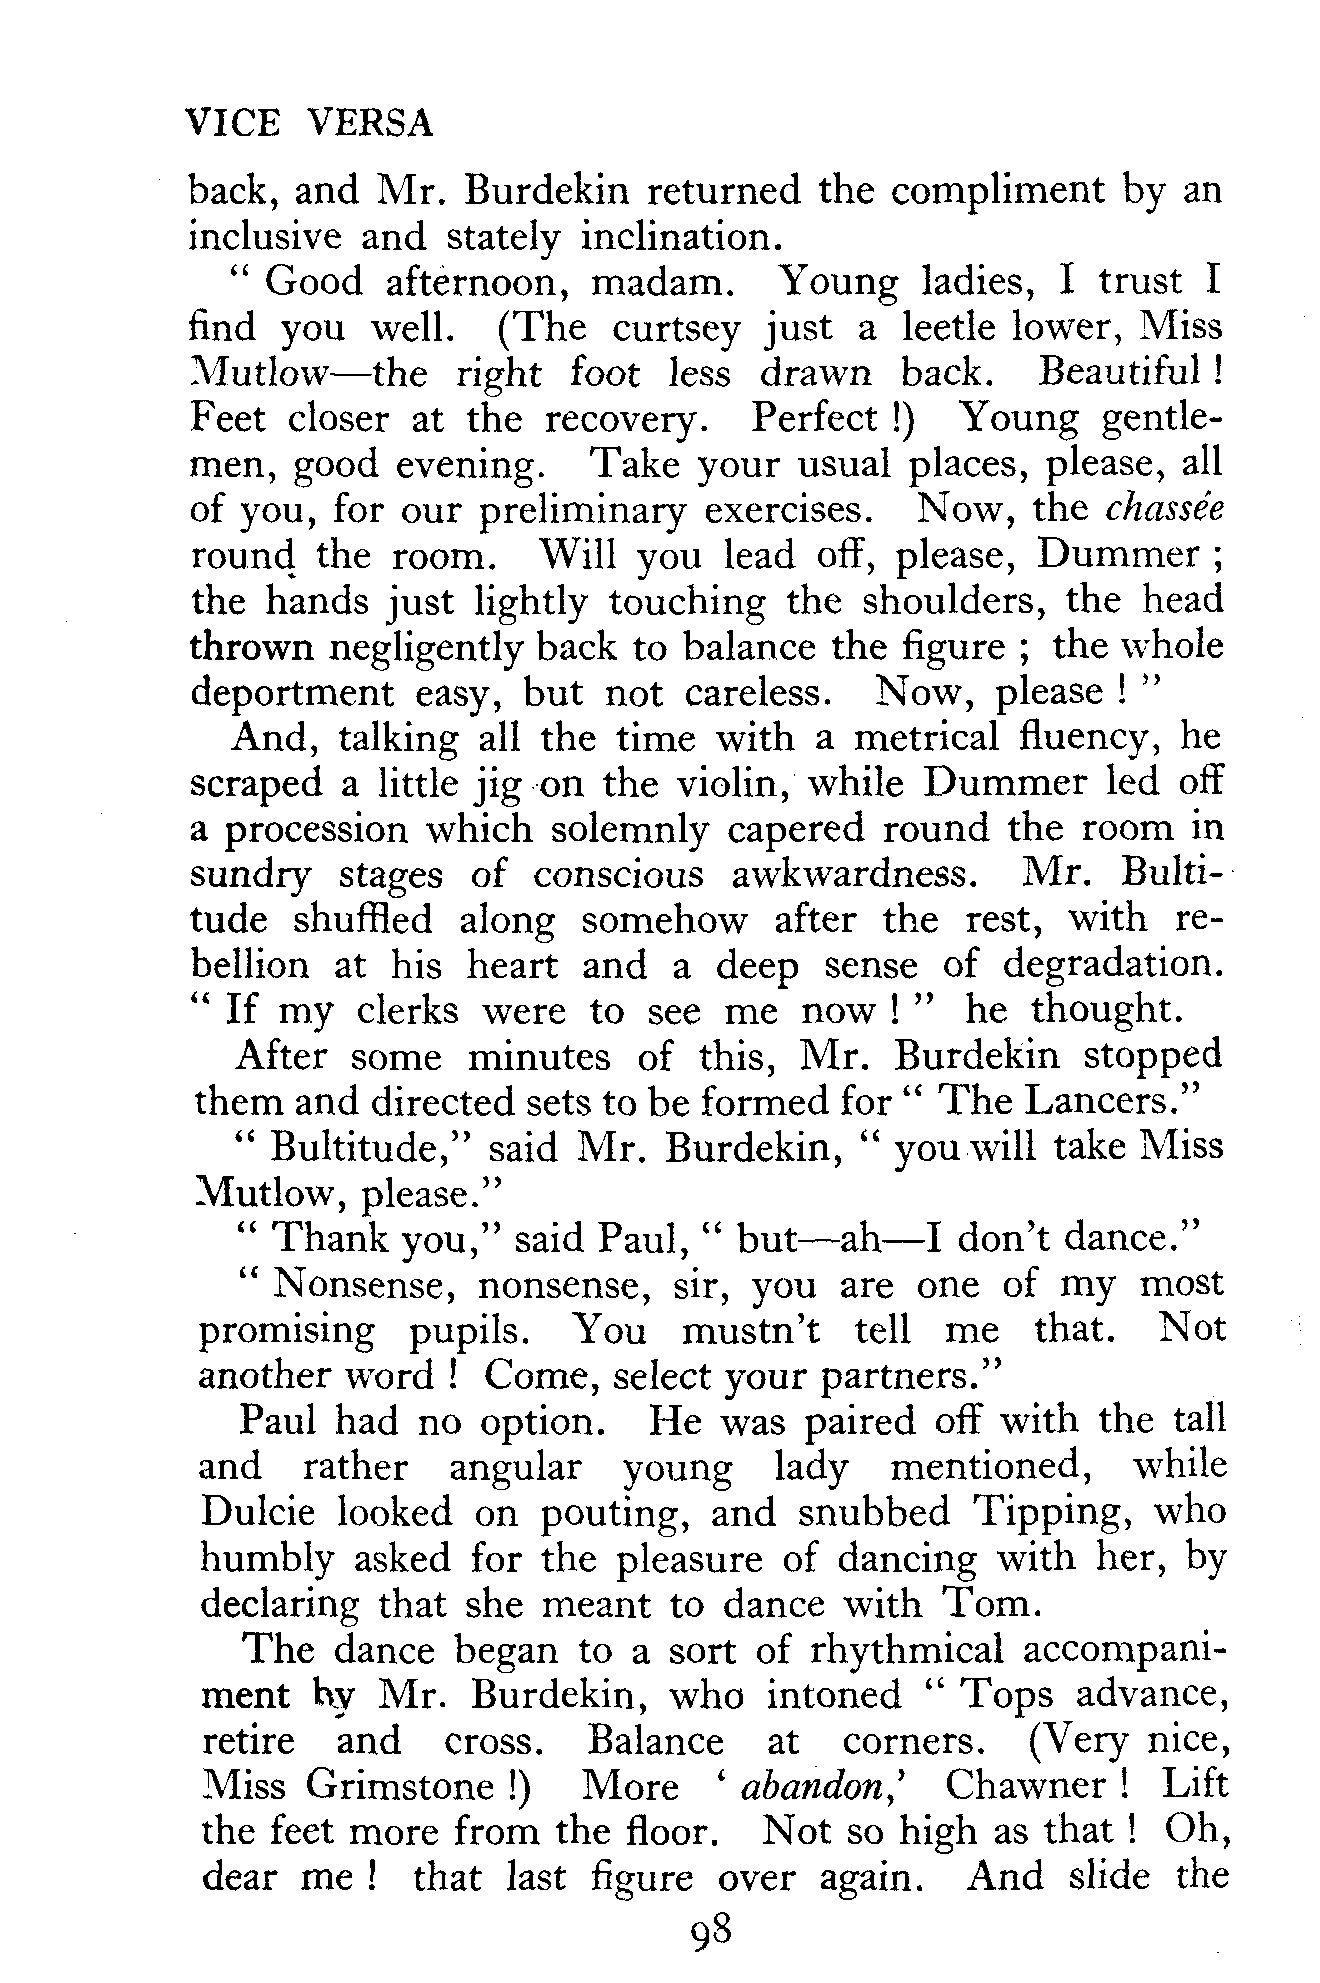 VICE VERSA
back, and Mr. Burdekin returned the compliment by an
inclusive and stately inclination.
“ Good afternoon, madam. Young ladies, I trust I
find you well. (The curtsey just a leetle lower, Miss
Mutlow—the right foot less drawn back. Beautiful !
Feet closer at the recovery. Perfect !) Young gentle-
men, good evening. Take your usual places, please, all
of you, for our preliminary exercises. Now, the chassée
round the room. Will you lead off, please, Dummer ;
the hands just lightly touching the shoulders, the head
thrown negligently back to balance the figure ; the whole
deportment easy, but not careless. Now, please ! ”
And, talking all the time with a metrical fluency, he
scraped a little jig on the violin, while Dummer led off
a procession which solemnly capered round the room in
sundry stages of conscious awkwardness. Mr. Bulti-
tude shuffled along somehow after the rest, with re-
bellion at his heart and a deep sense of degradation.
“ If my clerks were to see me now ! ” he thought.
After some minutes of this, Mr. Burdekin stopped
them and directed sets to be formed for “ The Lancers.”
“ Bultitude,” said Mr. Burdekin, “ you will take Miss
Mutlow, please.”
“ Thank you,” said Paul, “ but—ah—I don’t dance.”
“ Nonsense, nonsense, sir, you are one of my most
promising pupils. You mustn’t tell me that. Not
another word ! Come, select your partners.”
Paul had no option. He was paired off with the tall
and rather angular young lady mentioned, while
Dulcie looked on pouting, and snubbed Tipping, who
humbly asked for the pleasure of dancing with her, by
declaring that she meant to dance with Tom.
The dance began to a sort of rhythmical accompani-
ment by Mr. Burdekin, who intoned “ Tops advance,
retire and cross. Balance at corners. (Very nice,
Miss Grimstone !) More ‘ abandon,’ Chawner ! Lift
the feet more from the floor. Not so high as that ! Oh,
dear me ! that last figure over again. And slide the
98